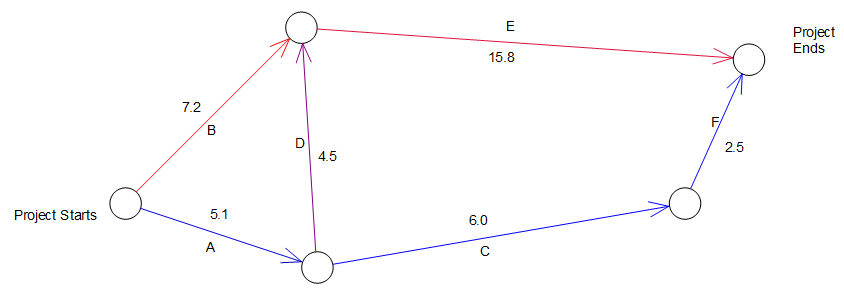 E
Project
Ends
15.8
7.2
B
F
D
4.5
2.5
Project Starts
5.1
6.0
A
C